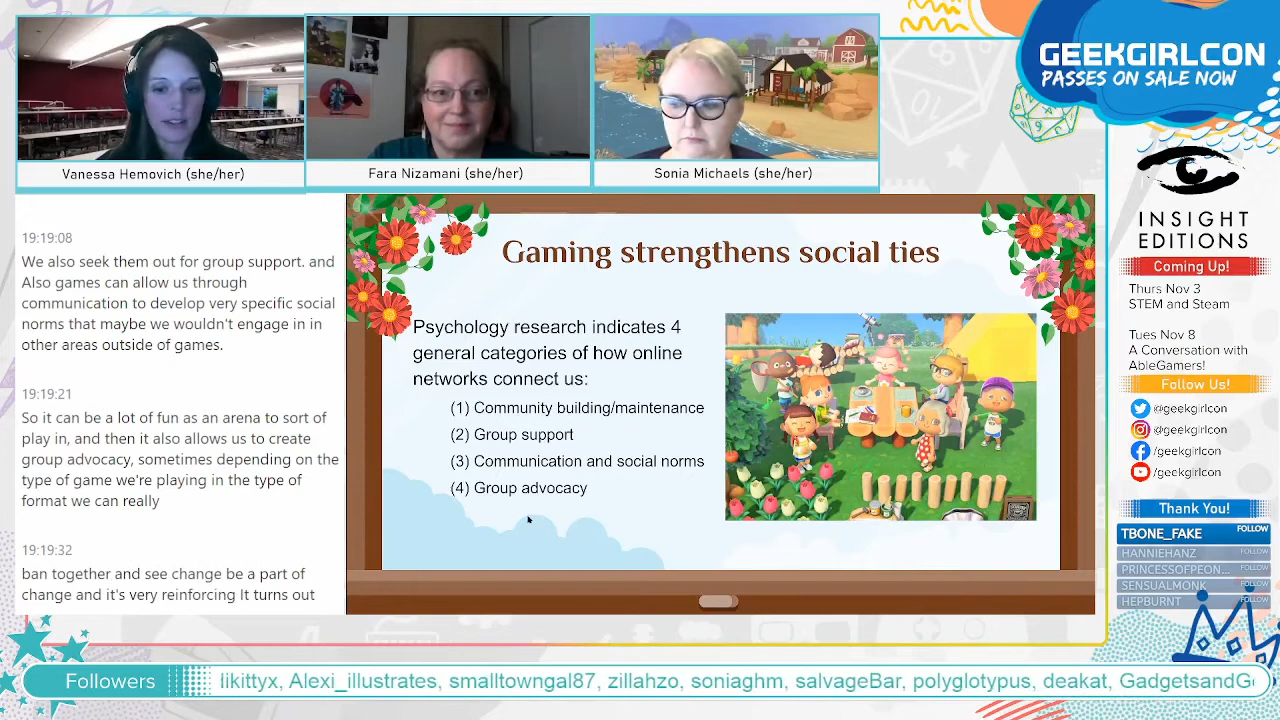 GEEKGIRLCON
PASSES ON SALE NOW
Vanessa Hemovich (she/her)
Fara Nizamani (she/her)
Sonia Michaels (she/her)
19:19:08
We also seek them out for group support. and
Also games can allow us through
communication to develop very specific social
norms that maybe we wouldn't engage in in
other areas outside of games.
19:19:21
So it can be a lot of fun as an arena to sort of
play in, and then it also allows us to create
group advocacy, sometimes depending on the
type of game we're playing in the type of
format we can really
19:19:32
ban together and see change be a part of
change and it's very reinforcing It turns out
Gaming strengthens social ties
Psychology research indicates 4
general categories of how online
networks connect us:
(1) Community building/maintenance
(2) Group support
(3) Communication and social norms
(4) Group advocacy
INSIGHT
EDITIONS
Coming Up!
Thurs Nov 3
STEM and Steam
Tues Nov 8
A Conversation with
AbleGamers!
Follow Us!
@geekgirlcon
@geekgirlcon
/geekgirlcon
/geekgirlcon
Thank You!
TBONE_FAKE FOLLOW
HANNIEHANZ FOLLOW
PRINCESSOFPEON... FOLLOW
SENSUALMONK FOLLOW
HEPBURNT FOLLOW
Followers
likittyx, Alexi_illustrates, smalltowngal87, zillahzo, soniaghm, salvageBar, polyglotypus, deakat, GadgetsandG